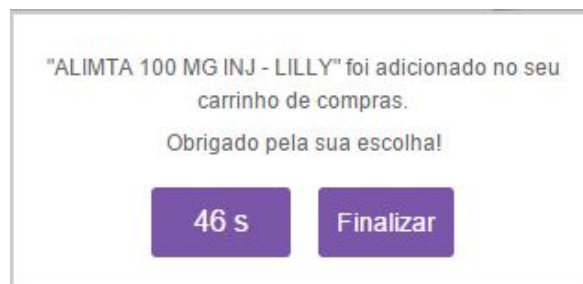 "ALIMTA 100 MG INJ - LILLY" foi adicionado no seu
carrinho de compras.
Obrigado pela sua escolha!
46 s
Finalizar